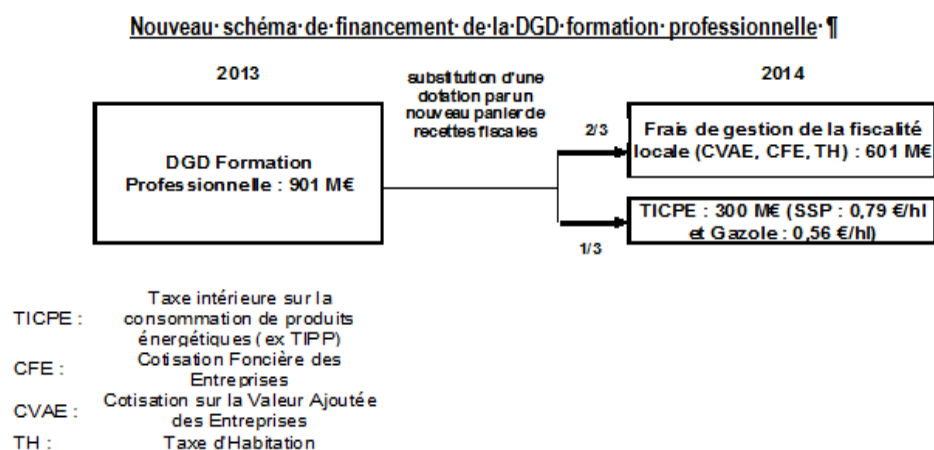 Nouveau·schéma·de·financement·de·la·DGD·formation·professionnelle·¶
2013
substitution d'une
dotation par un
nouveau panier de
recettes fiscales
2014
DGD Formation
Professionnelle : 901 M€
2/3
Frais de gestion de la fiscalité
locale (CVAE, CFE, TH) : 601 M€
TICPE : 300 M€ (SSP : 0,79 €/hl
et Gazole : 0,56 €/hl)
1/3
TICPE :
Taxe intérieure sur la
consommation de produits
énergétiques (ex TIPP)
CFE :
Cotisation Foncière des
Entreprises
CVAE :
Cotisation sur la Valeur Ajoutée
des Entreprises
TH :
Taxe d'Habitation